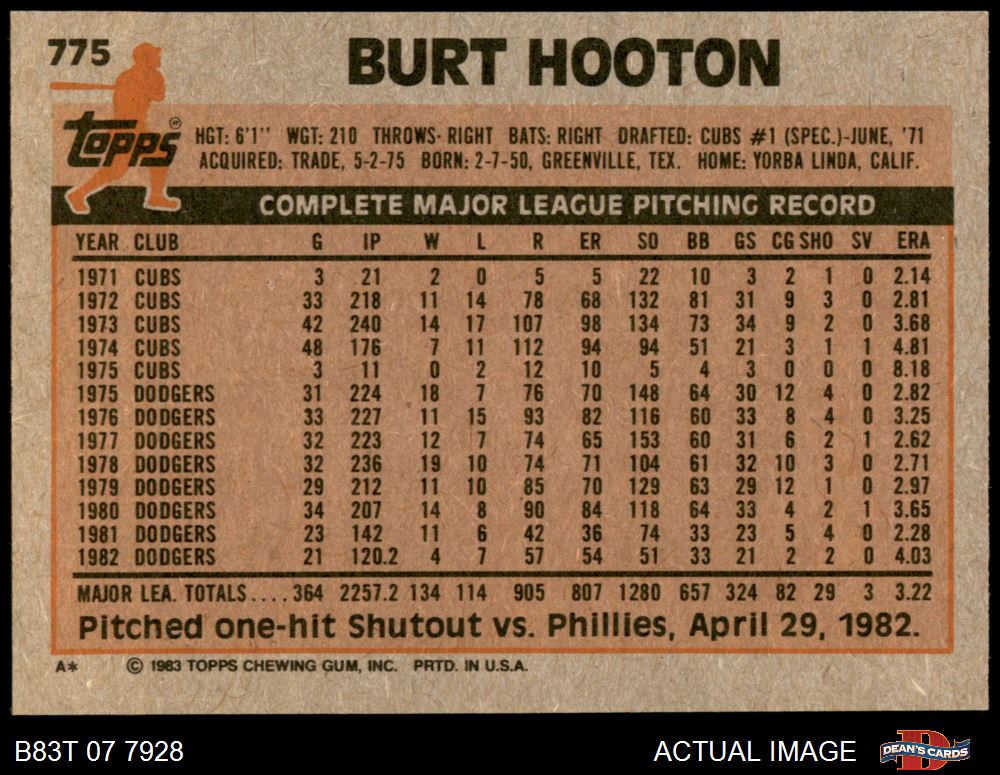 775
BURT HOOTON
Topps
HGT: 6'1" WGT: 210 THROWS: RIGHT BATS: RIGHT DRAFTED: CUBS #1 (SPEC.)-JUNE, '71
ACQUIRED: TRADE, 5-2-75 BORN: 2-7-50, GREENVILLE, TEX. HOME: YORBA LINDA, CALIF.
COMPLETE MAJOR LEAGUE PITCHING RECORD
YEAR CLUB G IP W L R ER SO BB GS CG SHO SV ERA
1971 CUBS 3 21 2 0 5 5 22 10 3 2 1 0 2.14
1972 CUBS 33 218 11 14 78 68 132 81 31 9 3 0 2.81
1973 CUBS 42 240 14 17 107 98 134 73 34 9 2 0 3.68
1974 CUBS 48 176 7 11 112 94 94 51 21 3 1 1 4.81
1975 CUBS 3 11 0 2 12 10 5 4 3 0 0 0 8.18
1975 DODGERS 31 224 18 7 76 70 148 64 30 12 4 0 2.82
1976 DODGERS 33 227 11 15 93 82 116 60 33 8 4 0 3.25
1977 DODGERS 32 223 12 7 74 65 153 60 31 6 2 1 2.62
1978 DODGERS 32 236 19 10 74 71 104 61 32 10 3 0 2.71
1979 DODGERS 29 212 11 10 85 70 129 63 29 12 1 0 2.97
1980 DODGERS 34 207 14 8 90 84 118 64 33 4 2 1 3.65
1981 DODGERS 23 142 11 6 42 36 74 33 23 5 4 0 2.28
1982 DODGERS 21 120.2 4 7 57 54 51 33 21 2 2 0 4.03
MAJOR LEA. TOTALS....364 2257.2 134 114 905 807 1280 657 324 82 29 3 3.22
Pitched one-hit Shutout vs. Phillies, April 29, 1982.
A* © 1983 TOPPS CHEWING GUM, INC. PRTD. IN U.S.A.
B83T 07 7928 ACTUAL IMAGE DEAN'S CARDS